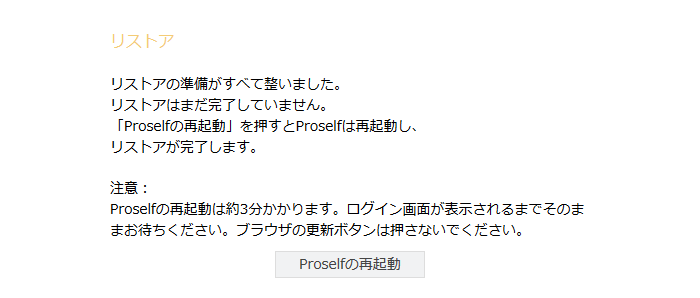 リストア
リストアの準備がすべて整いました。
リストアはまだ完了していません。
「Proselfの再起動」を押すとProselfは再起動し、
リストアが完了します。
注意：
Proselfの再起動は約3分かかります。ログイン画面が表示されるまでそのま
まお待ちください。ブラウザの更新ボタンは押さないでください。
Proselfの再起動